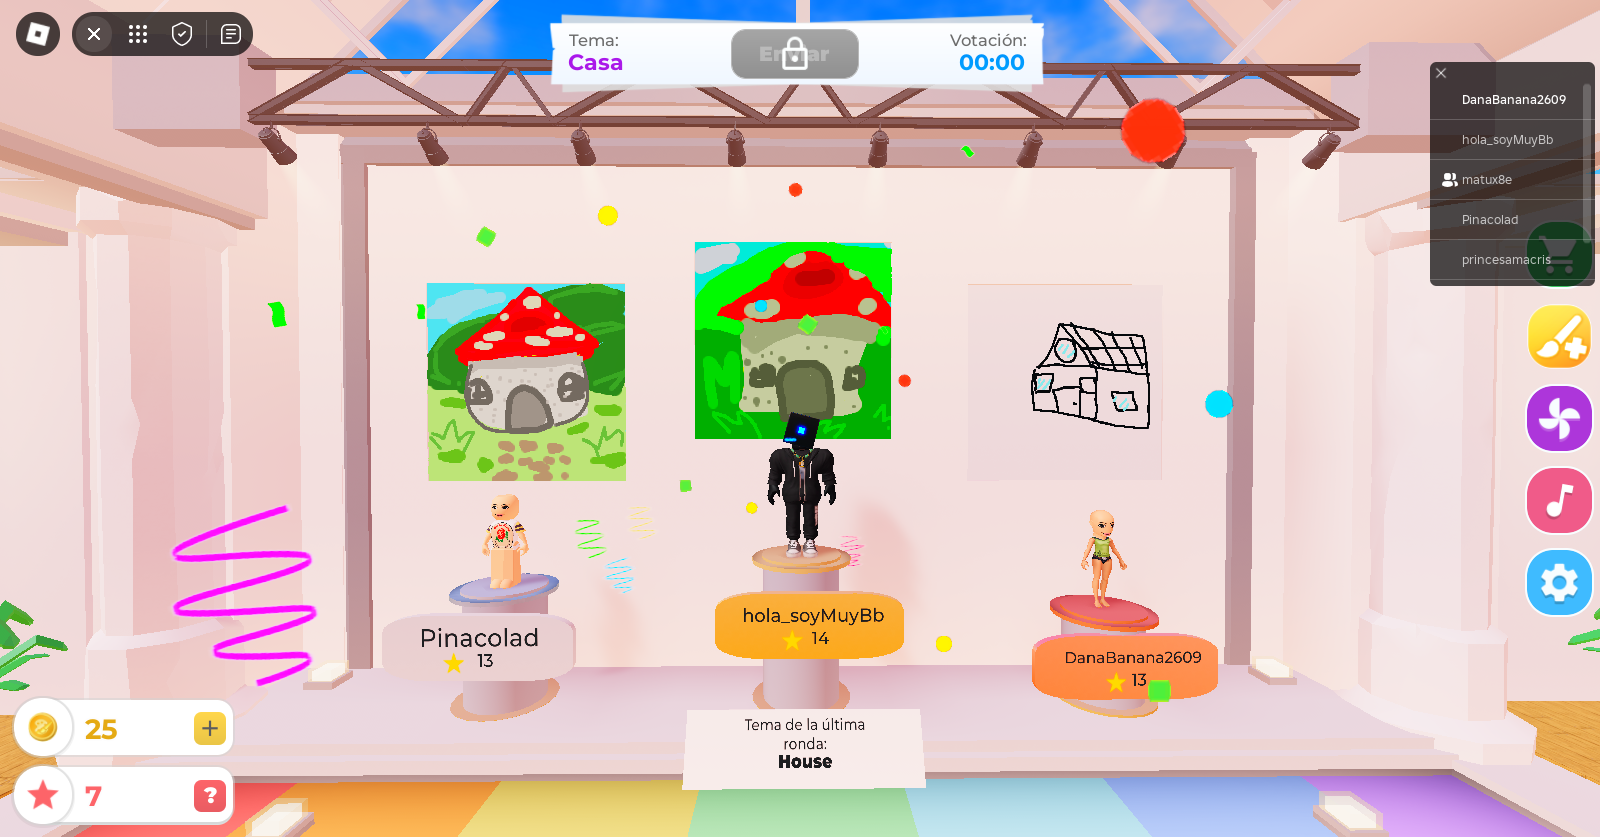 Tema:
Casa
Enviar
Votación:
00:00
DanaBanana2609
hola_soyMuyBb
matux8e
Pinacolad
princesamacris
Pinacolad
13
hola_soyMuyBb
14
DanaBanana2609
13
25
+
7
?
Tema de la última
ronda:
House